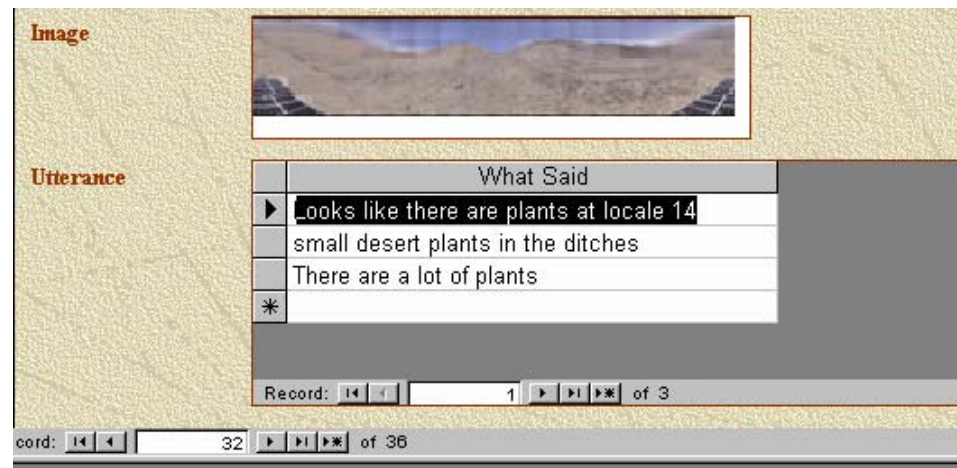 Image
Utterance
What Said
Looks like there are plants at locale 14
small desert plants in the ditches
There are a lot of plants
Record: 1 of 3
cord: 32 of 36